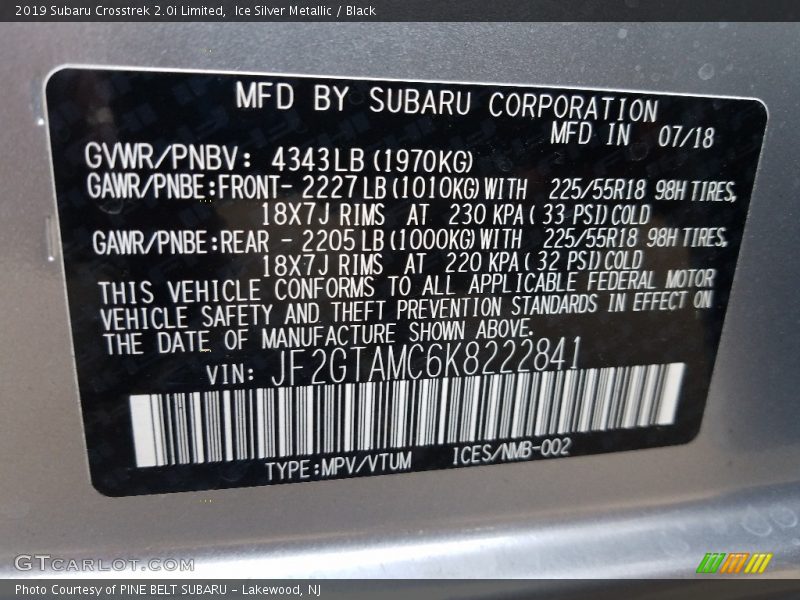 2019 Subaru Crosstrek 2.0i Limited,  Ice Silver Metallic / Black
MFD BY SUBARU CORPORATION
MFD IN 07/18
GVWR/PNBV: 4343LB (1970KG)
GAWR/PNBE:FRONT- 2227 LB (1010KG) WITH 225/55R18 98H TIRES,
18X7J RIMS AT 230 KPA ( 33 PSI) COLD
GAWR/PNBE:REAR - 2205 LB (1000KG) WITH 225/55R18 98H TIRES,
18X7J RIMS AT 220 KPA ( 32 PSI) COLD
THIS VEHICLE CONFORMS TO ALL APPLICABLE FEDERAL MOTOR
VEHICLE SAFETY AND THEFT PREVENTION STANDARDS IN EFFECT ON
THE DATE OF MANUFACTURE SHOWN ABOVE.
VIN: JF2GTAMC6K8222841
TYPE:MPV/VTUM ICES/NMB-002
GTCARLOT.COM
Photo Courtesy of PINE BELT SUBARU - Lakewood, NJ